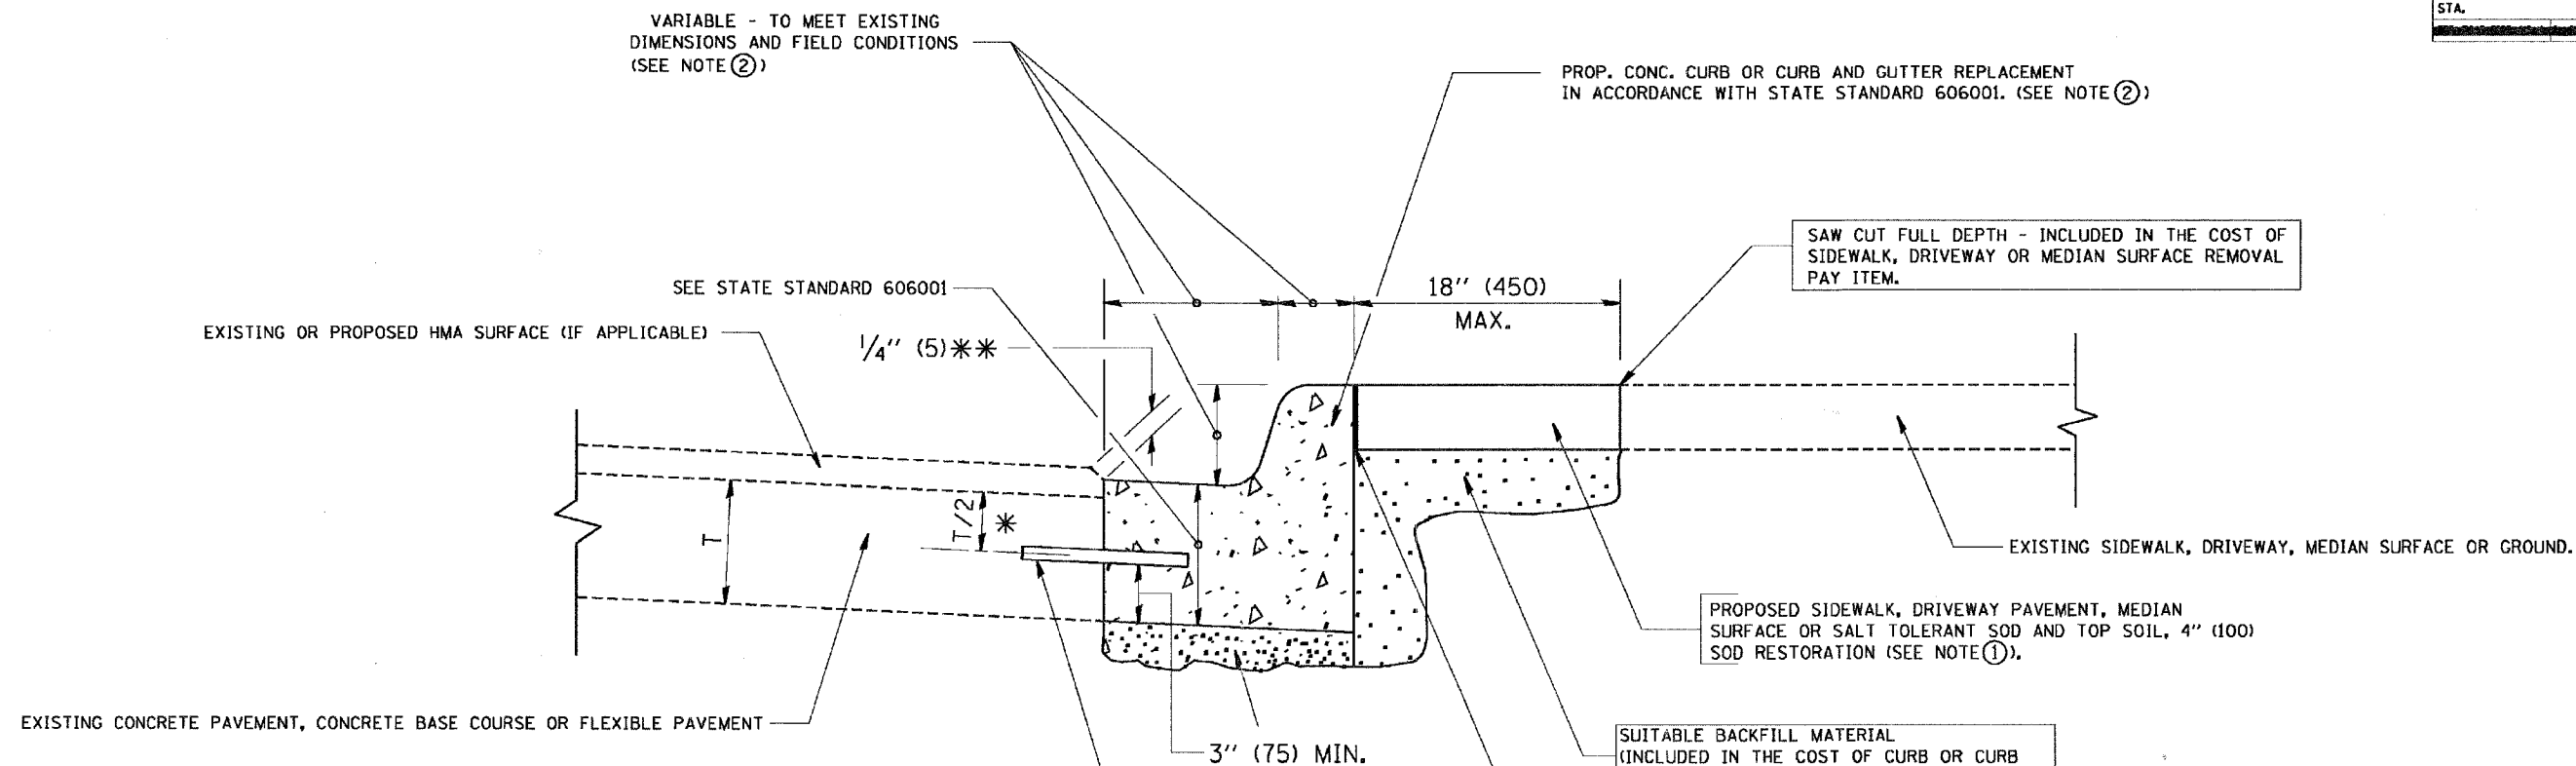 STA.
VARIABLE - TO MEET EXISTING
DIMENSIONS AND FIELD CONDITIONS
(SEE NOTE ②)
PROP. CONC. CURB OR CURB AND GUTTER REPLACEMENT
IN ACCORDANCE WITH STATE STANDARD 606001. (SEE NOTE ②)
SAW CUT FULL DEPTH - INCLUDED IN THE COST OF
SIDEWALK, DRIVEWAY OR MEDIAN SURFACE REMOVAL
PAY ITEM.
SEE STATE STANDARD 606001
18" (450)
MAX.
EXISTING OR PROPOSED HMA SURFACE (IF APPLICABLE)
1/4" (5)**
T
T/2 *
EXISTING SIDEWALK, DRIVEWAY, MEDIAN SURFACE OR GROUND.
PROPOSED SIDEWALK, DRIVEWAY PAVEMENT, MEDIAN
SURFACE OR SALT TOLERANT SOD AND TOP SOIL, 4" (100)
SOD RESTORATION (SEE NOTE ①).
EXISTING CONCRETE PAVEMENT, CONCRETE BASE COURSE OR FLEXIBLE PAVEMENT
3" (75) MIN.
SUITABLE BACKFILL MATERIAL
(INCLUDED IN THE COST OF CURB OR CURB